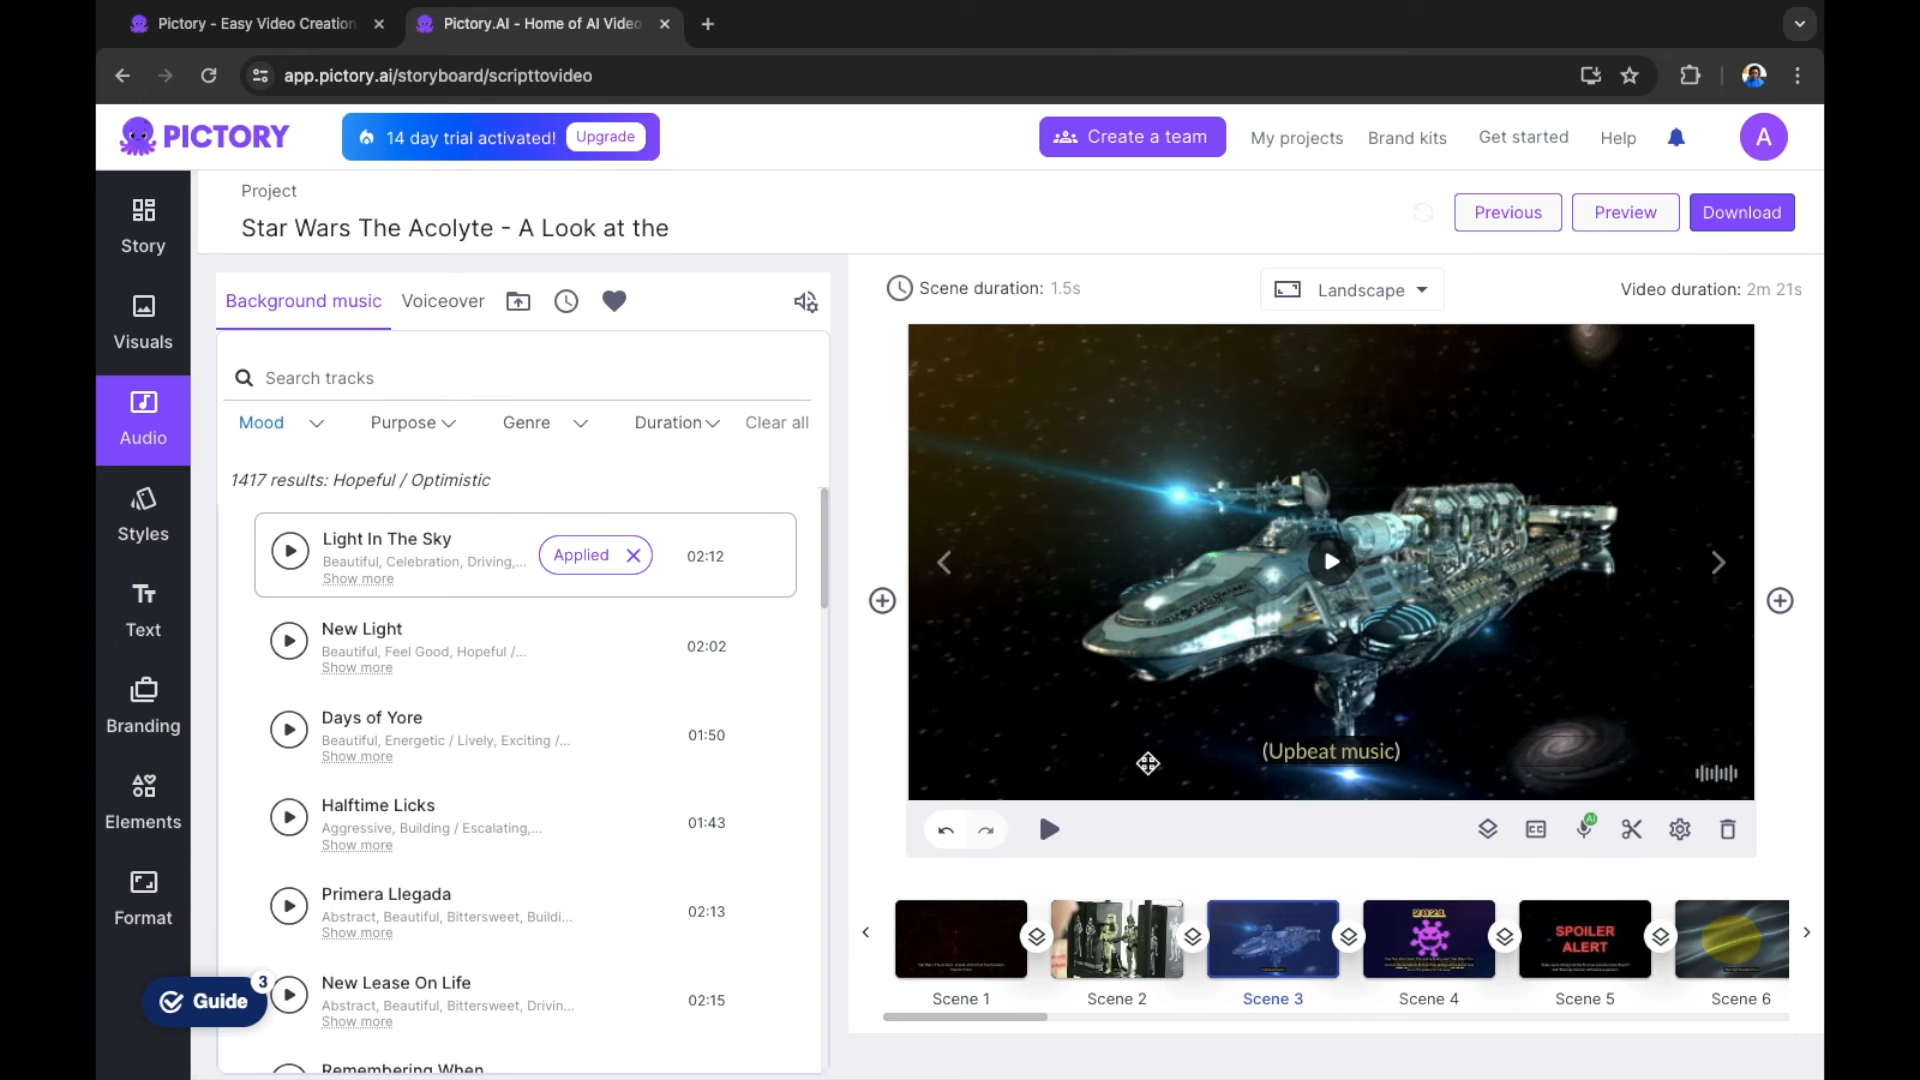 Pictory - Easy Video Creation
Pictory.AI - Home of AI Video
app.pictory.ai/storyboard/scripttovideo
PICTORY
14 day trial activated!
Upgrade
Create a team
My projects
Brand kits
Get started
Help
A
Story
Visuals
Audio
Styles
Text
Branding
Elements
Format
Project
Star Wars The Acolyte - A Look at the
Previous
Preview
Download
Background music
Voiceover
Search tracks
Mood
Purpose
Genre
Duration
Clear all
1417 results: Hopeful / Optimistic
Light In The Sky
Beautiful, Celebration, Driving,...
Show more
Applied
02:12
New Light
Beautiful, Feel Good, Hopeful /...
Show more
02:02
Days of Yore
Beautiful, Energetic / Lively, Exciting /...
Show more
01:50
Halftime Licks
Aggressive, Building / Escalating,...
Show more
01:43
Primera Llegada
Abstract, Beautiful, Bittersweet, Buildi...
Show more
02:13
New Lease On Life
Abstract, Beautiful, Bittersweet, Drivin...
Show more
02:15
Remembering When
Guide
3
Scene duration: 1.5s
Landscape
Video duration: 2m 21s
(Upbeat music)
CC
AI
2021
SPOILER
ALERT
Scene 1
Scene 2
Scene 3
Scene 4
Scene 5
Scene 6